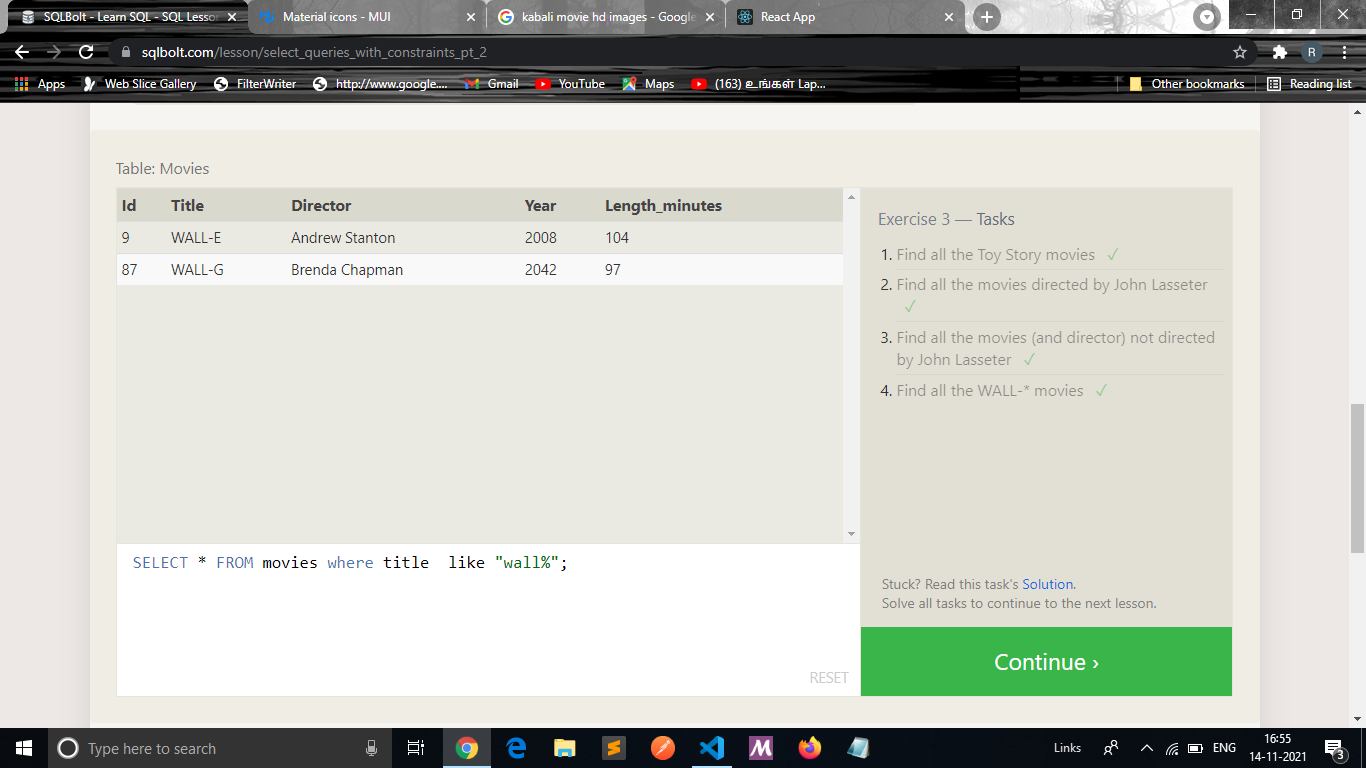 SQLBolt - Learn SQL - SQL Lesso
Material icons - MUI
kabali movie hd images - Google
React App
sqlbolt.com/lesson/select_queries_with_constraints_pt_2
R
Apps
Web Slice Gallery
FilterWriter
http://www.google....
Gmail
YouTube
Maps
(163) உங்கள் Lap...
Other bookmarks
Reading list
Table: Movies
Id Title Director Year Length_minutes
9 WALL-E Andrew Stanton 2008 104
87 WALL-G Brenda Chapman 2042 97
SELECT * FROM movies where title  like "wall%";
RESET
Exercise 3 — Tasks
1. Find all the Toy Story movies ✓
2. Find all the movies directed by John Lasseter
✓
3. Find all the movies (and director) not directed
by John Lasseter ✓
4. Find all the WALL-* movies ✓
Stuck? Read this task's Solution.
Solve all tasks to continue to the next lesson.
Continue ›
Type here to search
Links
ENG
16:55
14-11-2021
3